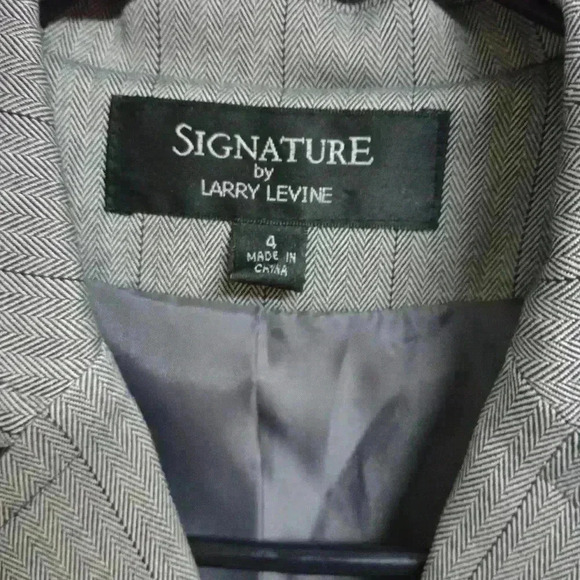 SIGNATURE
by
LARRY LEVINE
4
MADE IN
CHINA